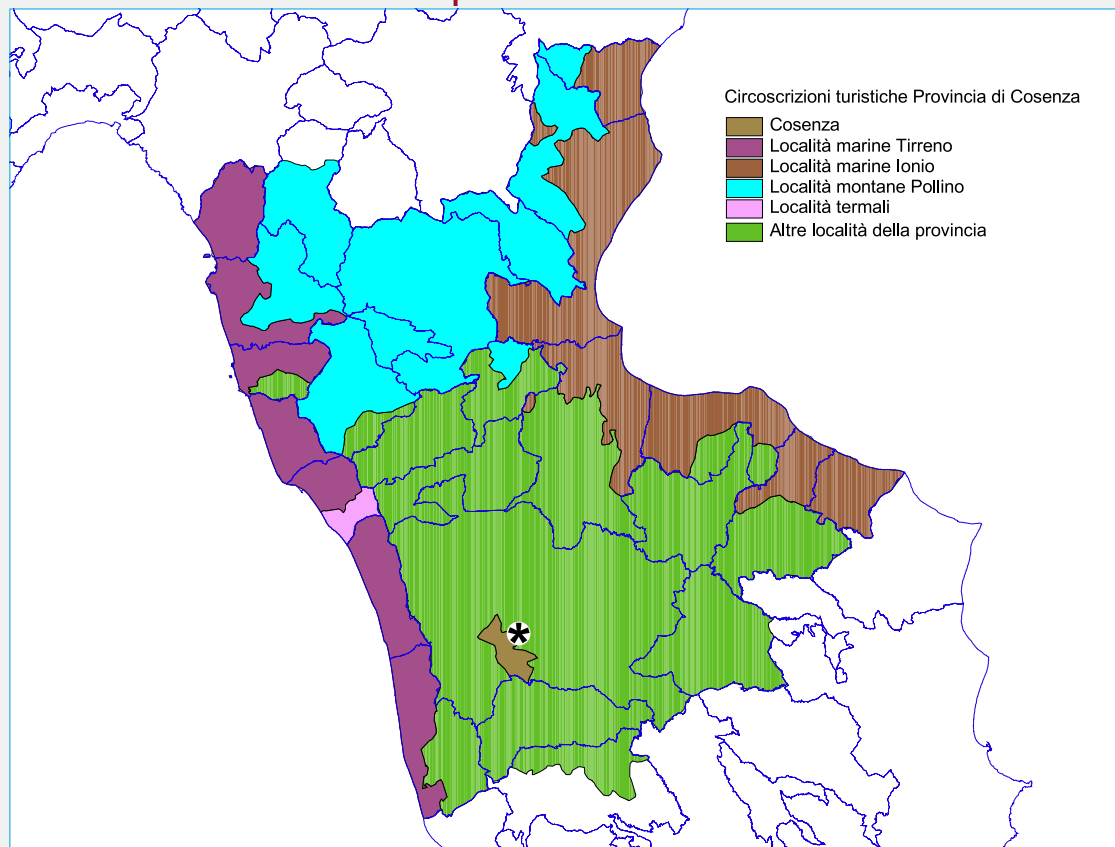 Circoscrizioni turistiche Provincia di Cosenza
Cosenza
Località marine Tirreno
Località marine Ionio
Località montane Pollino
Località termali
Altre località della provincia
*